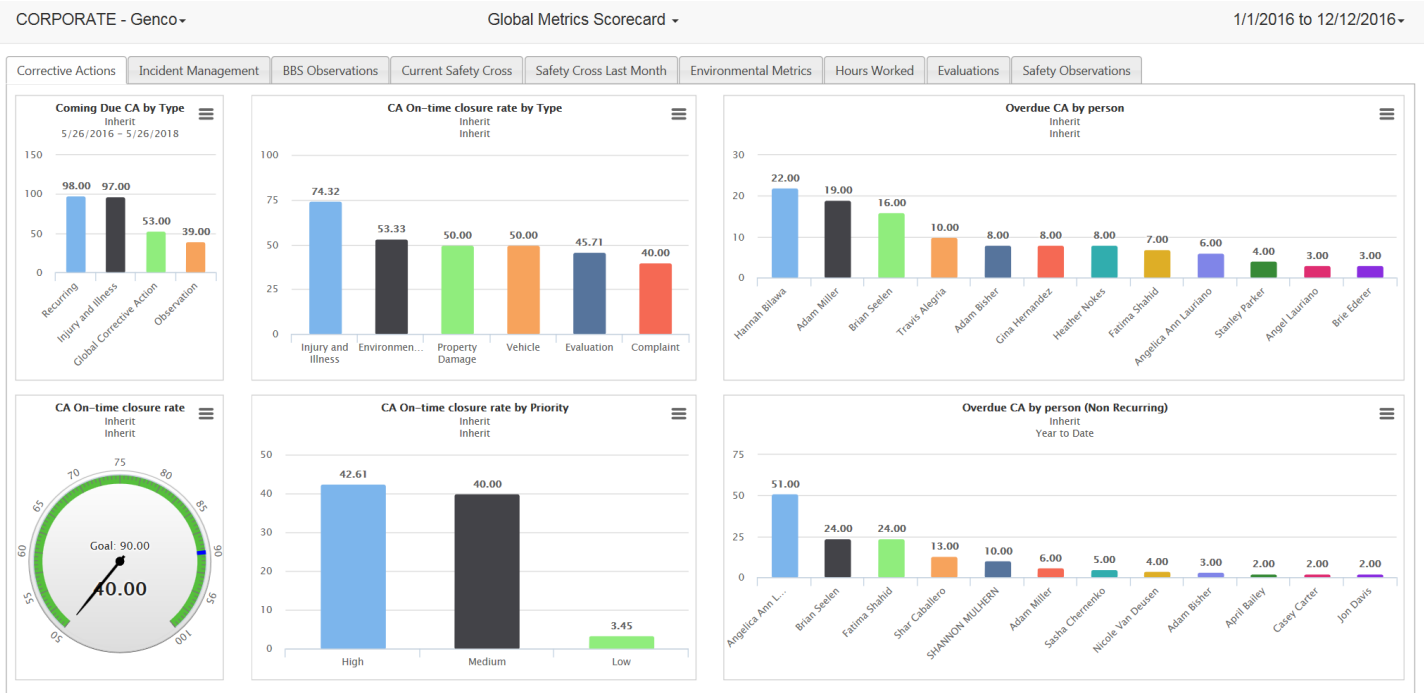 CORPORATE - Genco
Global Metrics Scorecard
1/1/2016 to 12/12/2016
Corrective Actions
Incident Management
BBS Observations
Current Safety Cross
Safety Cross Last Month
Environmental Metrics
Hours Worked
Evaluations
Safety Observations
Coming Due CA by Type
Inherit
5/26/2016 - 5/26/2018
150
100
50
0
98.00
97.00
53.00
39.00
Recurring
Injury and Illness
Global Corrective Action
Observation
CA On-time closure rate by Type
Inherit
Inherit
100
75
50
25
0
74.32
53.33
50.00
50.00
45.71
40.00
Injury and
Illness
Environmen...
Property
Damage
Vehicle
Evaluation
Complaint
Overdue CA by person
Inherit
Inherit
30
20
10
0
22.00
19.00
16.00
10.00
8.00
8.00
8.00
7.00
6.00
4.00
3.00
3.00
Hannah Bilawa
Adam Miller
Brian Seelen
Travis Alegria
Adam Bisher
Gina Hernandez
Heather Nokes
Fatima Shahid
Angelica Ann Lauriano
Stanley Parker
Angel Lauriano
Brie Ederer
CA On-time closure rate
Inherit
Inherit
50
55
60
65
70
75
80
85
90
95
100
Goal: 90.00
40.00
CA On-time closure rate by Priority
Inherit
Inherit
50
40
30
20
10
0
42.61
40.00
3.45
High
Medium
Low
Overdue CA by person (Non Recurring)
Inherit
Year to Date
75
50
25
0
51.00
24.00
24.00
13.00
10.00
6.00
5.00
4.00
3.00
2.00
2.00
2.00
Angelica Ann L...
Brian Seelen
Fatima Shahid
Shar Caballero
SHANNON MULHERN
Adam Miller
Sasha Chernenko
Nicole Van Deusen
Adam Bisher
April Bailey
Casey Carter
Jon Davis